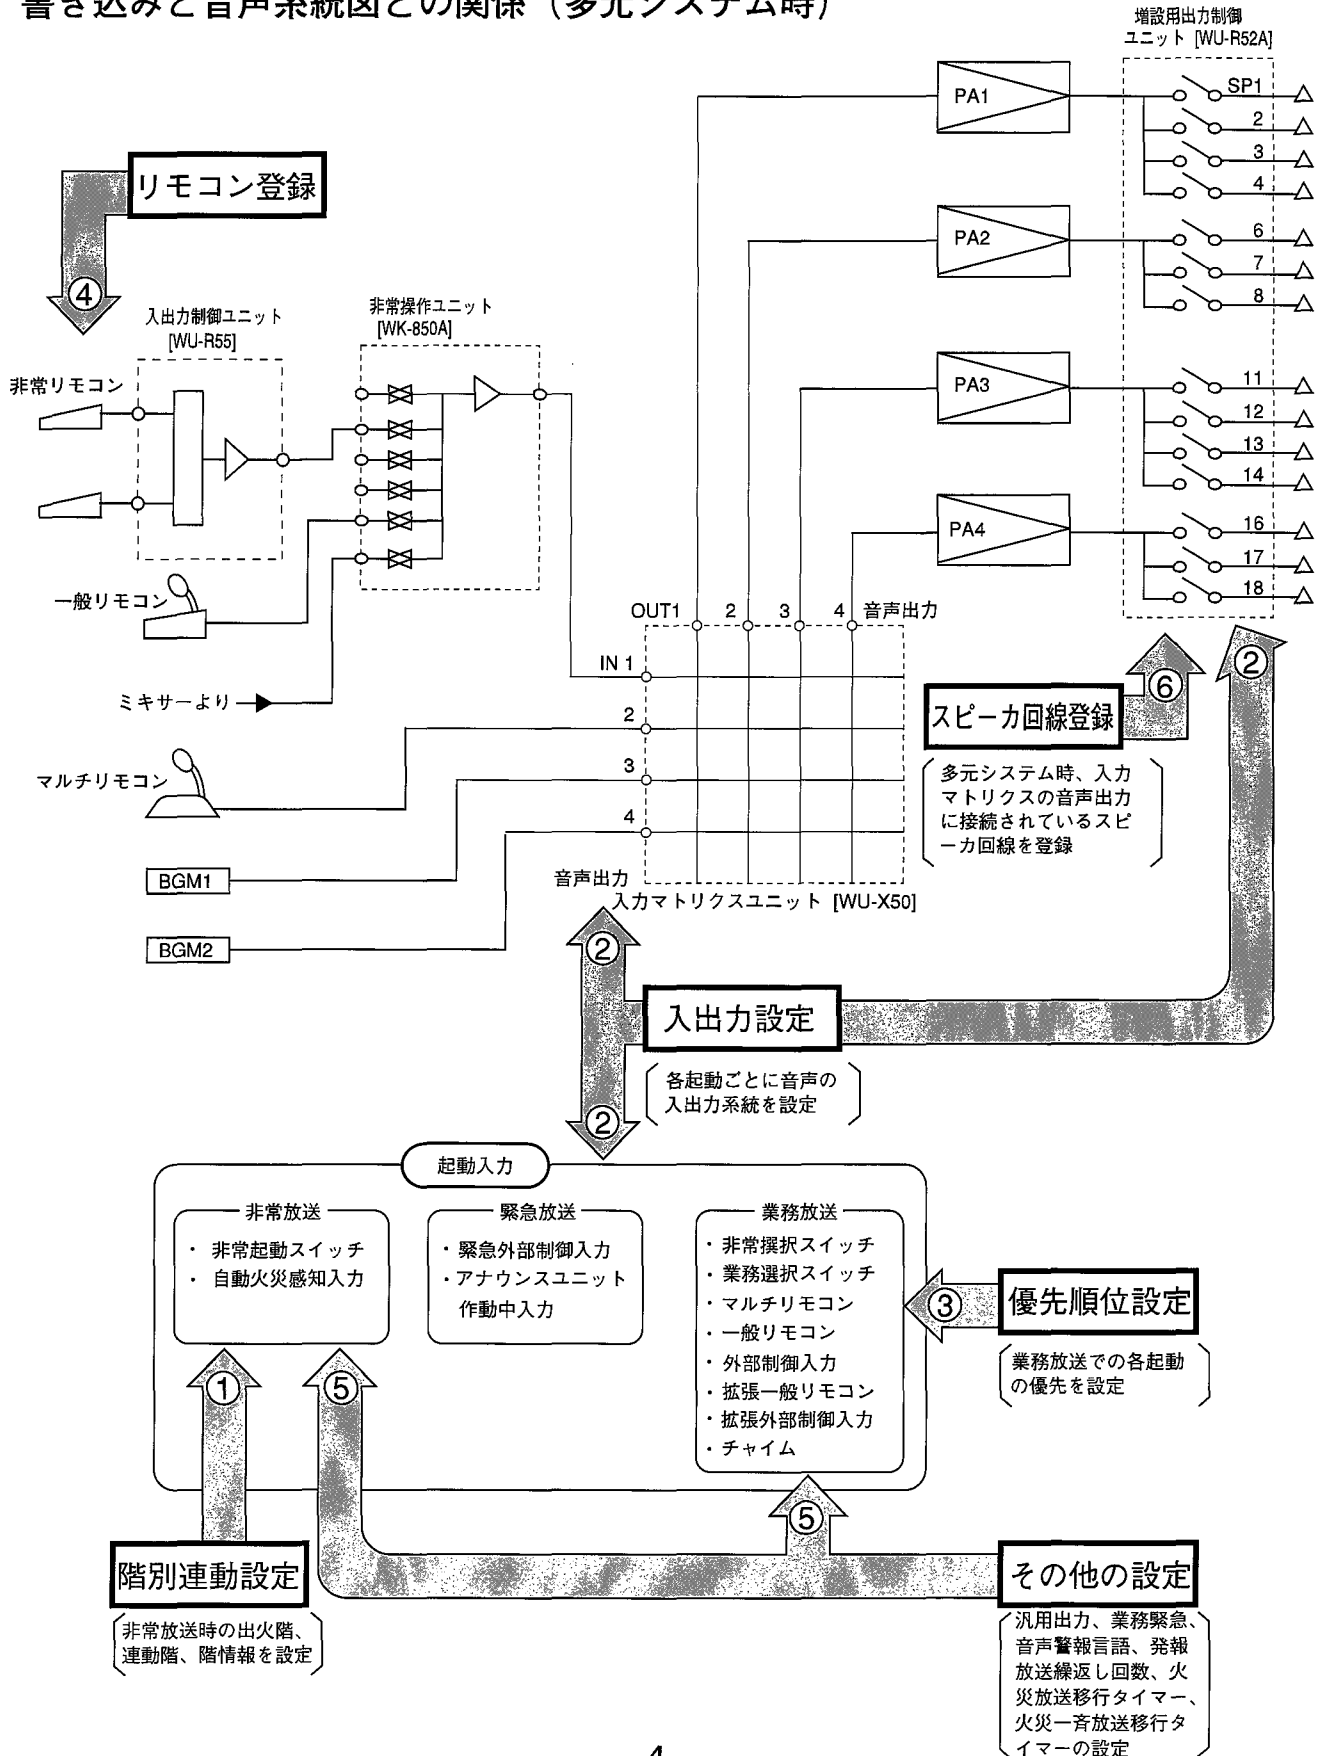 書き込みと音声系統図との関係（多元システム時）
増設用出力制御
ユニット [WU-R52A]
PA1
SP1
2
3
4
リモコン登録
④
PA2
6
7
8
入出力制御ユニット
[WU-R55]
非常操作ユニット
[WK-850A]
非常リモコン
PA3
11
12
13
14
PA4
16
17
18
一般リモコン
OUT1 2 3 4 音声出力
IN 1
ミキサーより
2
マルチリモコン
3
4
BGM1
音声出力
入力マトリクスユニット [WU-X50]
BGM2
⑥
②
スピーカ回線登録
多元システム時、入力
マトリクスの音声出力
に接続されているスピ
ーカ回線を登録
②
入出力設定
各起動ごとに音声の
入出力系統を設定
②
起動入力
非常放送
・ 非常起動スイッチ
・ 自動火災感知入力
緊急放送
・緊急外部制御入力
・アナウンスユニット
作動中入力
業務放送
・非常撰択スイッチ
・業務選択スイッチ
・マルチリモコン
・一般リモコン
・外部制御入力
・拡張一般リモコン
・拡張外部制御入力
・チャイム
③
優先順位設定
業務放送での各起動
の優先を設定
①
⑤
⑤
階別連動設定
非常放送時の出火階、
連動階、階情報を設定
その他の設定
汎用出力、業務緊急、
音声警報言語、発報
放送繰返し回数、火
災放送移行タイマー、
火災一斉放送移行タ
イマーの設定
4